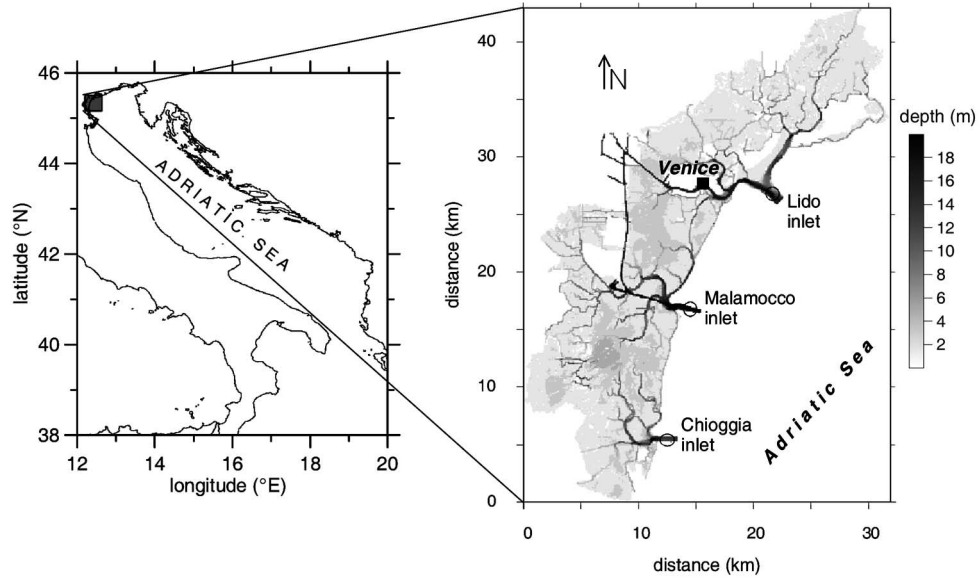 46
44
42
40
38
latitude (°N)
12
14
16
18
20
longitude (°E)
ADRIATIC SEA
40
30
20
10
0
distance (km)
0
10
20
30
distance (km)
N
Venice
Lido
inlet
Malamocco
inlet
Chioggia
inlet
Adriatic Sea
depth (m)
18
16
14
12
10
8
6
4
2